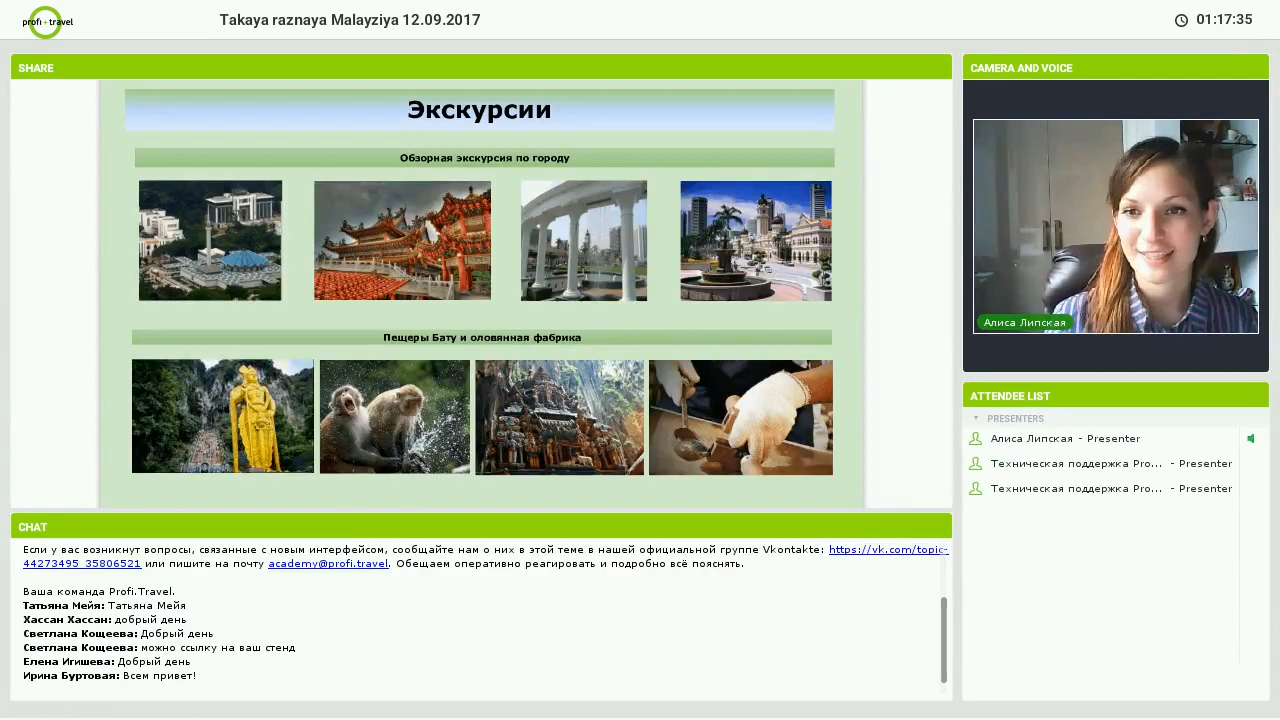 profi+travel
Takaya raznaya Malayziya 12.09.2017
01:17:35
SHARE
Экскурсии
Обзорная экскурсия по городу
Пещеры Бату и оловянная фабрика
CAMERA AND VOICE
Алиса Липская
ATTENDEE LIST
PRESENTERS
Алиса Липская - Presenter
Техническая поддержка Pro... - Presenter
Техническая поддержка Pro... - Presenter
CHAT
Если у вас возникнут вопросы, связанные с новым интерфейсом, сообщайте нам о них в этой теме в нашей официальной группе Vkontakte: https://vk.com/topic-
44273495_35806521 или пишите на почту academy@profi.travel. Обещаем оперативно реагировать и подробно всё пояснять.
Ваша команда Profi.Travel.
Татьяна Мейя: Татьяна Мейя
Хассан Хассан: добрый день
Светлана Кощеева: Добрый день
Светлана Кощеева: можно ссылку на ваш стенд
Елена Игишева: Добрый день
Ирина Буртовая: Всем привет!